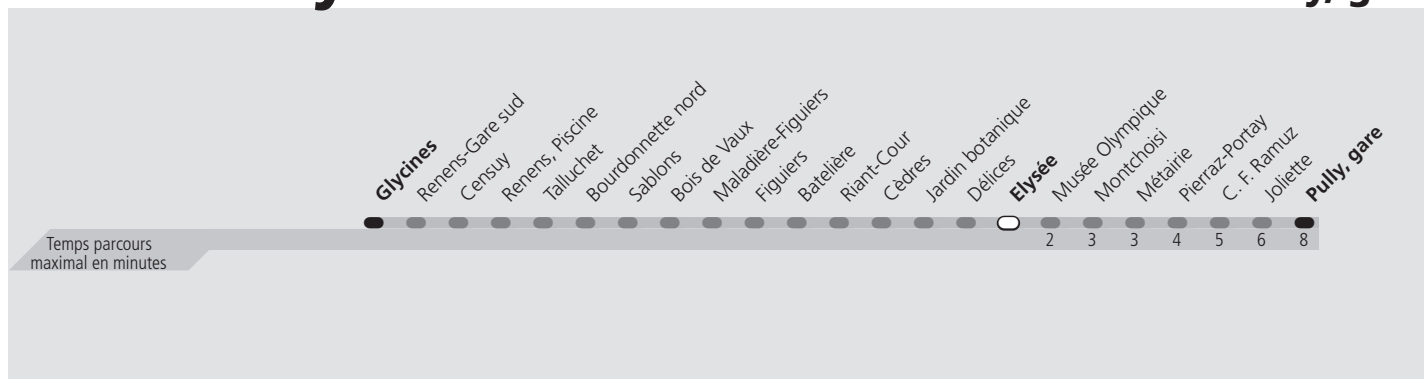 Glycines
Renens-Gare sud
Censuy
Renens, Piscine
Talluchet
Bourdonnette nord
Sablons
Bois de Vaux
Maladière-Figuiers
Figuiers
Batelière
Riant-Cour
Cèdres
Jardin botanique
Délices
Elysée
Musée Olympique
Montchoisi
Métairie
Pierraz-Portay
C. F. Ramuz
Joliette
Pully, gare
Temps parcours
maximal en minutes
2 3 3 4 5 6 8